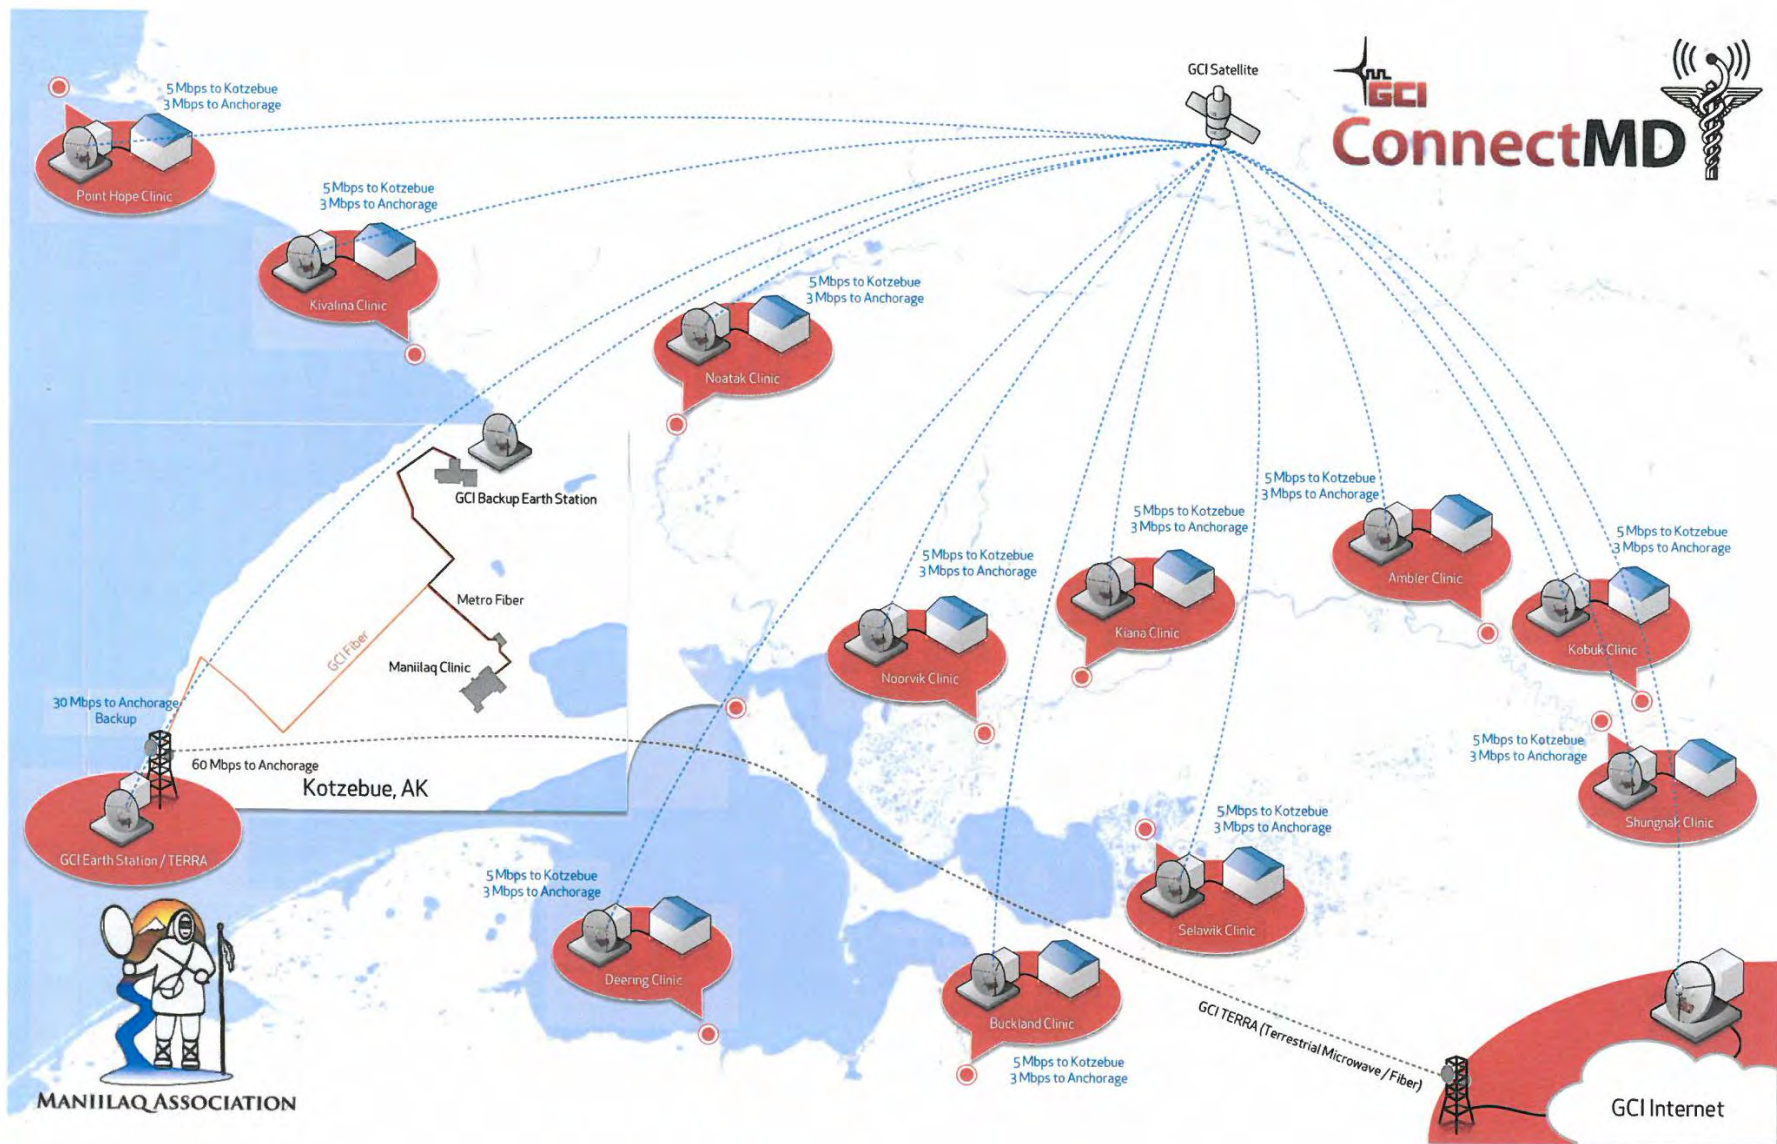 GCI Satellite
GCI
ConnectMD
5 Mbps to Kotzebue
3 Mbps to Anchorage
Point Hope Clinic
5 Mbps to Kotzebue
3 Mbps to Anchorage
Kivalina Clinic
5 Mbps to Kotzebue
3 Mbps to Anchorage
Noatak Clinic
GCI Backup Earth Station
Metro Fiber
GCI Fiber
Maniilaq Clinic
30 Mbps to Anchorage
Backup
60 Mbps to Anchorage
Kotzebue, AK
GCI Earth Station / TERRA
5 Mbps to Kotzebue
3 Mbps to Anchorage
Noorvik Clinic
5 Mbps to Kotzebue
3 Mbps to Anchorage
Kiana Clinic
5 Mbps to Kotzebue
3 Mbps to Anchorage
Ambler Clinic
5 Mbps to Kotzebue
3 Mbps to Anchorage
Kobuk Clinic
5 Mbps to Kotzebue
3 Mbps to Anchorage
Shungnak Clinic
5 Mbps to Kotzebue
3 Mbps to Anchorage
Selawik Clinic
5 Mbps to Kotzebue
3 Mbps to Anchorage
Deering Clinic
Buckland Clinic
5 Mbps to Kotzebue
3 Mbps to Anchorage
GCI TERRA (Terrestrial Microwave / Fiber)
GCI Internet
MANIILAQ ASSOCIATION